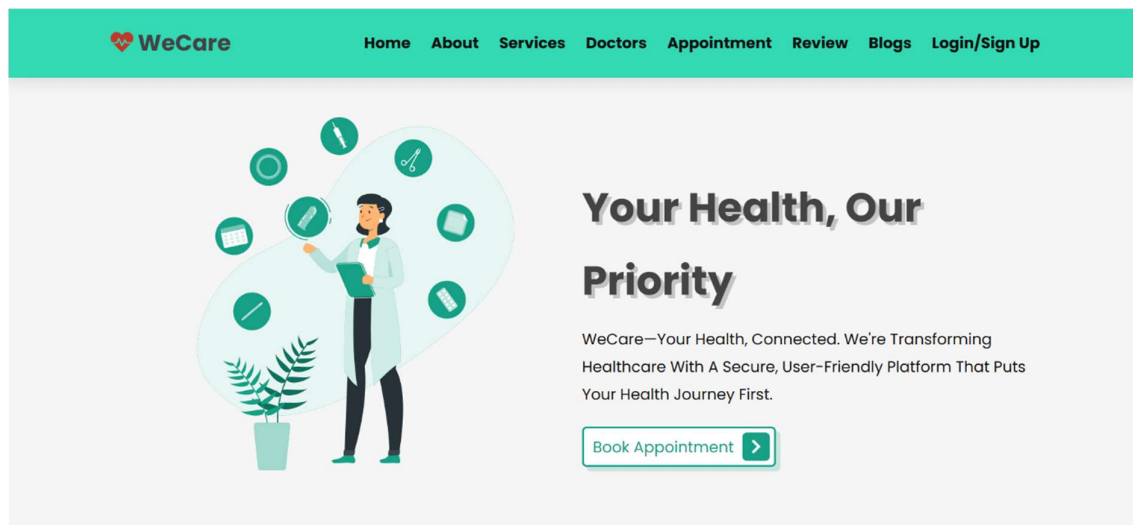 WeCare
Home About Services Doctors Appointment Review Blogs Login/Sign Up
Your Health, Our
Priority
WeCare—Your Health, Connected. We're Transforming
Healthcare With A Secure, User-Friendly Platform That Puts
Your Health Journey First.
Book Appointment